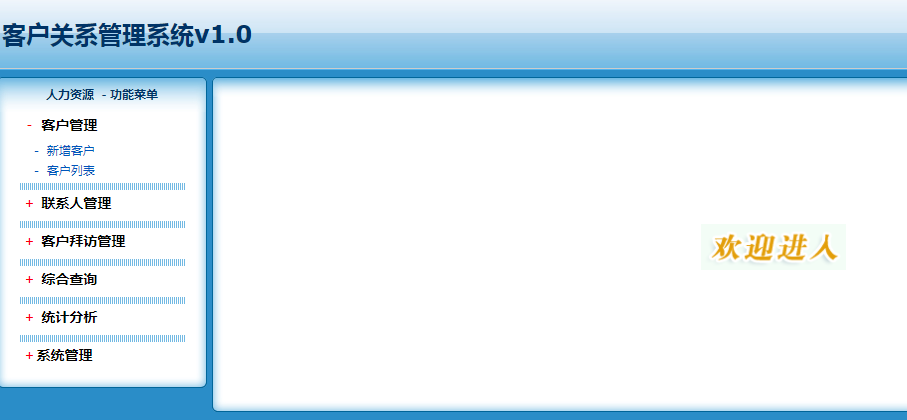 客户关系管理系统v1.0
人力资源 - 功能菜单
- 客户管理
- 新增客户
- 客户列表
+ 联系人管理
+ 客户拜访管理
+ 综合查询
+ 统计分析
+ 系统管理
欢迎进入